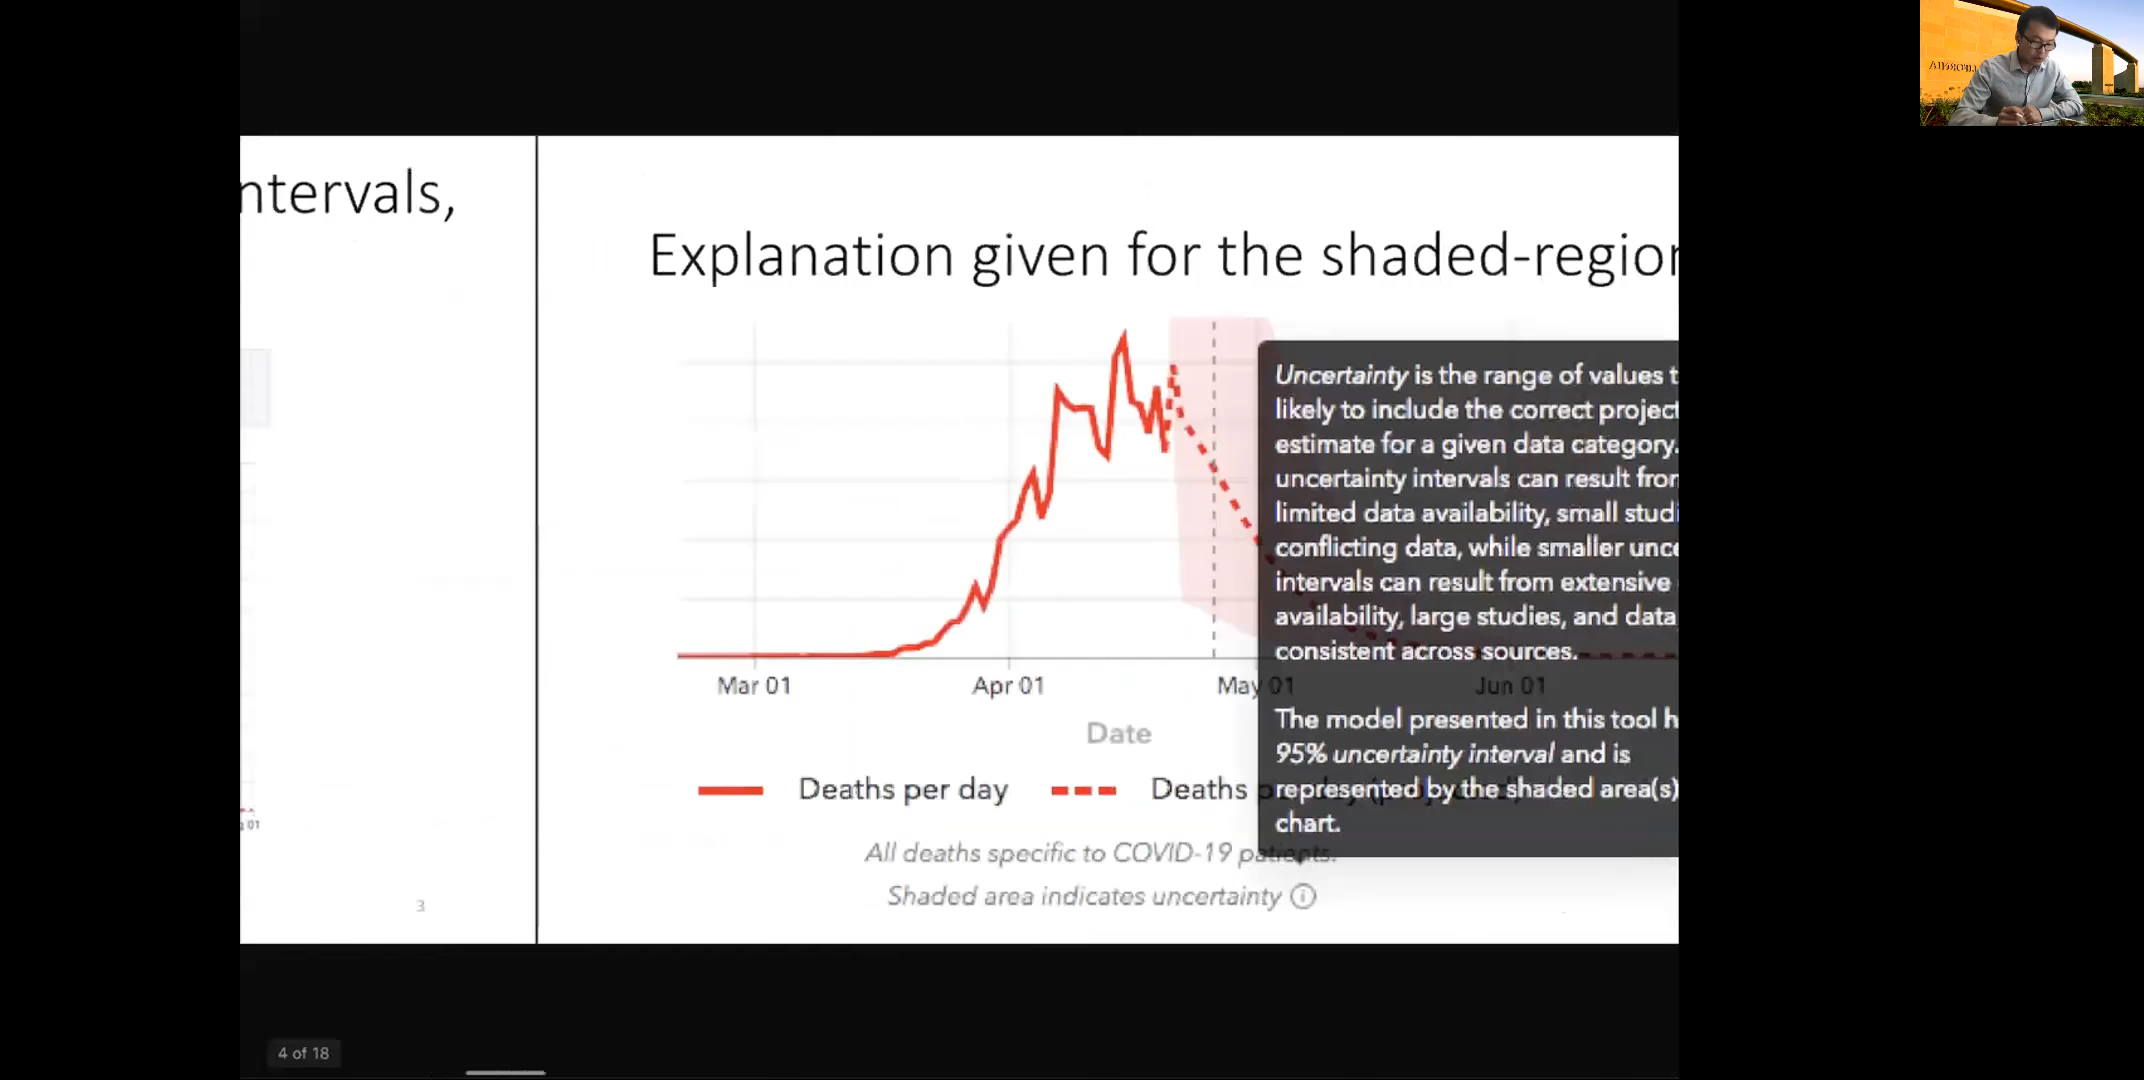 ntervals,
01
3
Explanation given for the shaded-region
Mar 01
Apr 01
May 01
Jun 01
Date
Deaths per day
Deaths
All deaths specific to COVID-19 patients.
Shaded area indicates uncertainty
Uncertainty is the range of values t
likely to include the correct project
estimate for a given data category.
uncertainty intervals can result from
limited data availability, small studi
conflicting data, while smaller unce
intervals can result from extensive
availability, large studies, and data
consistent across sources.
The model presented in this tool h
95% uncertainty interval and is
represented by the shaded area(s)
chart.
4 of 18